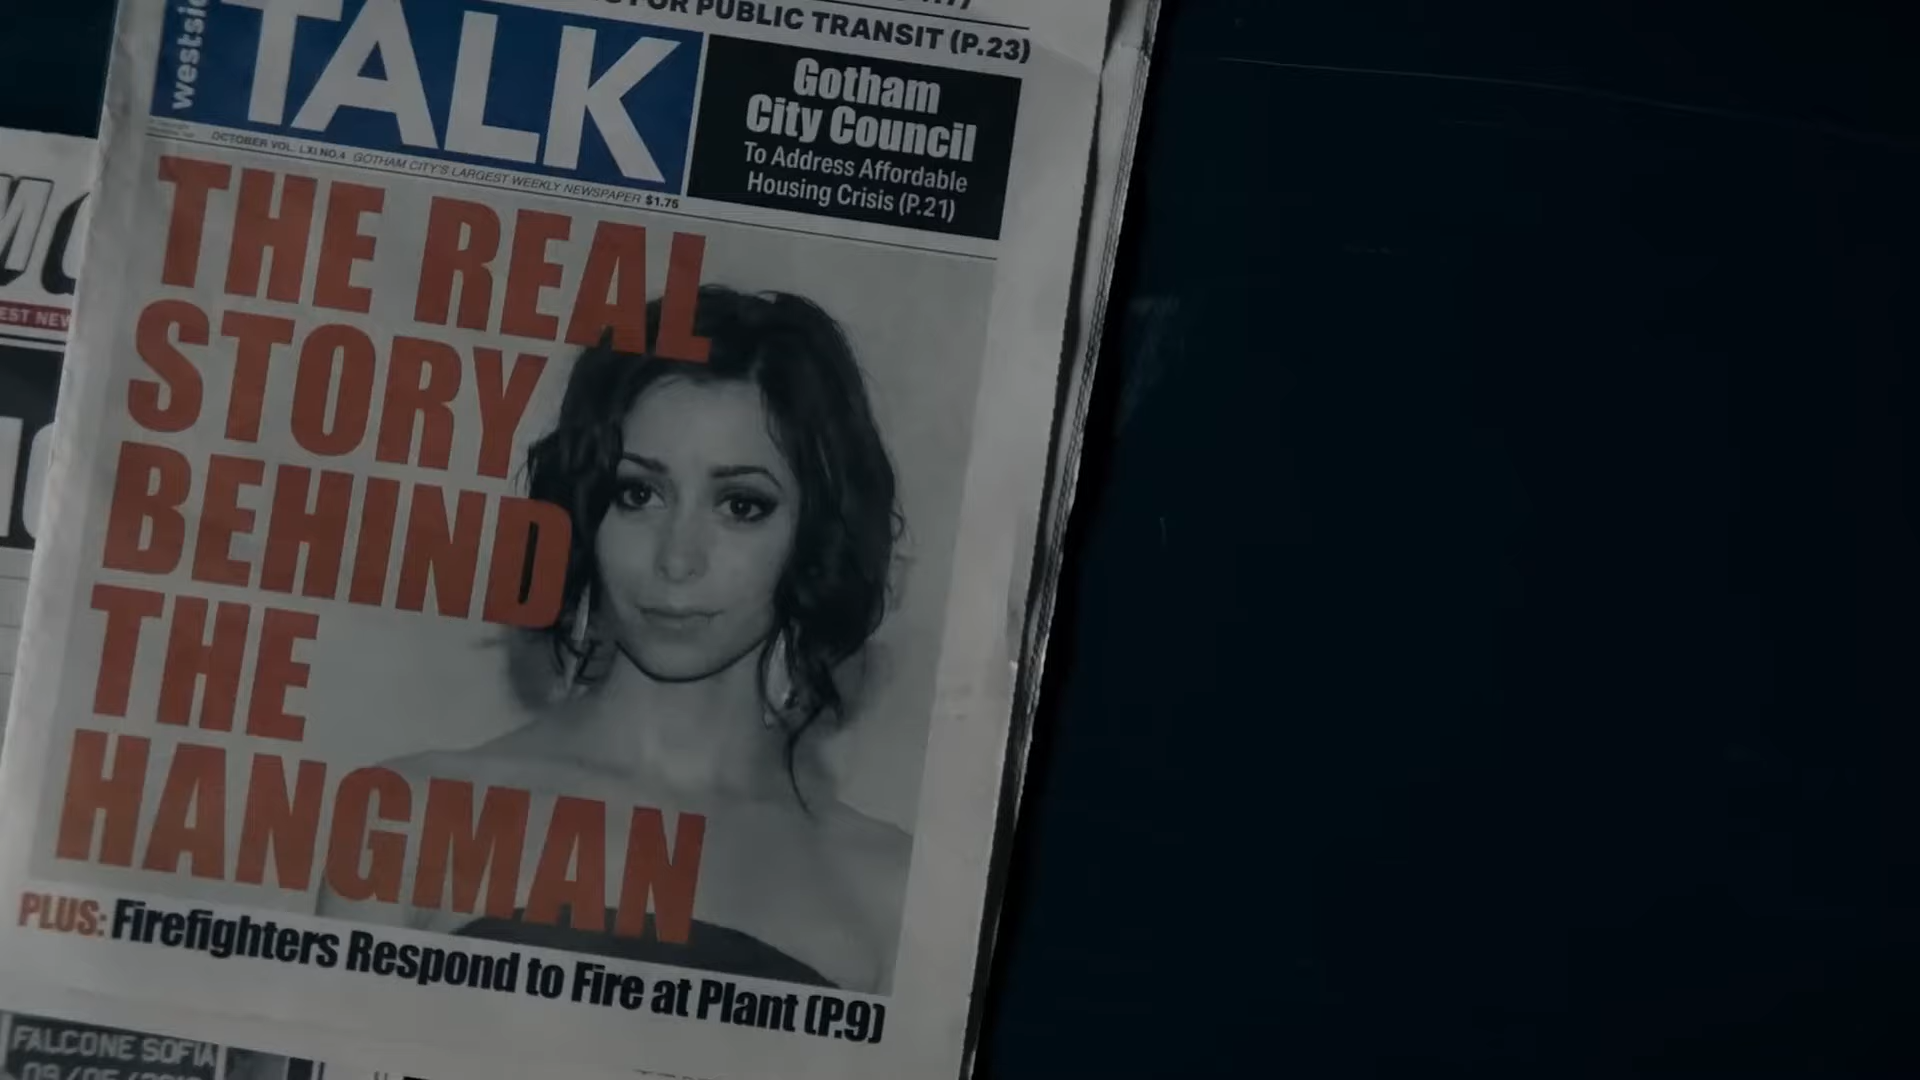 FOR PUBLIC TRANSIT (P.23)
westside
TALK
Gotham
City Council
To Address Affordable
Housing Crisis (P.21)
OCTOBER VOL. LXI NO.4 GOTHAM CITY'S LARGEST WEEKLY NEWSPAPER $1.75
THE REAL
STORY
BEHIND
THE
HANGMAN
PLUS: Firefighters Respond to Fire at Plant (P.9)
FALCONE SOFIA